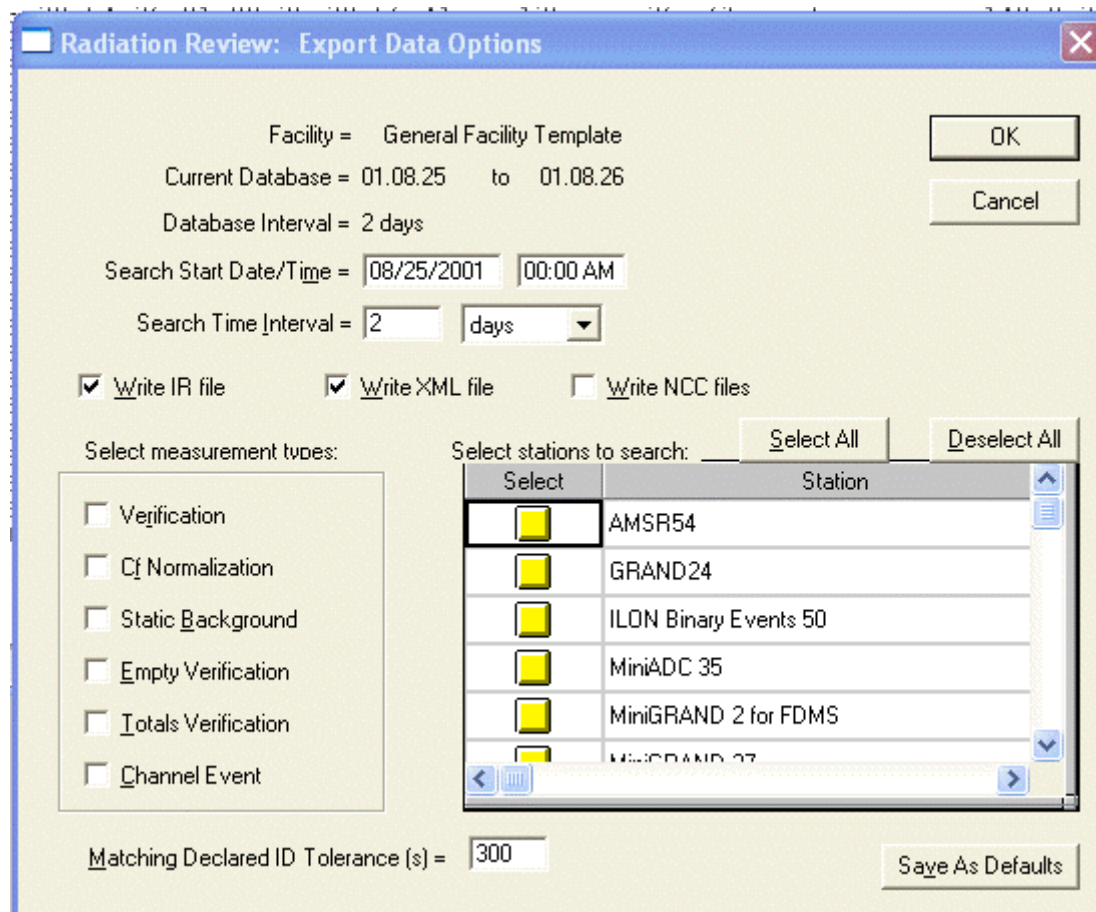 Radiation Review: Export Data Options
Facility = General Facility Template
OK
Current Database = 01.08.25 to 01.08.26
Cancel
Database Interval = 2 days
Search Start Date/Time = 08/25/2001 00:00 AM
Search Time Interval = 2 days
Write IR file
Write XML file
Write NCC files
Select measurement types:
Select stations to search:
Select All
Deselect All
Verification
Cf Normalization
Static Background
Empty Verification
Totals Verification
Channel Event
Select Station
AMSR54
GRAND24
ILON Binary Events 50
MiniADC 35
MiniGRAND 2 for FDMS
MiniGRAND 27
Matching Declared ID Tolerance (s) = 300
Save As Defaults